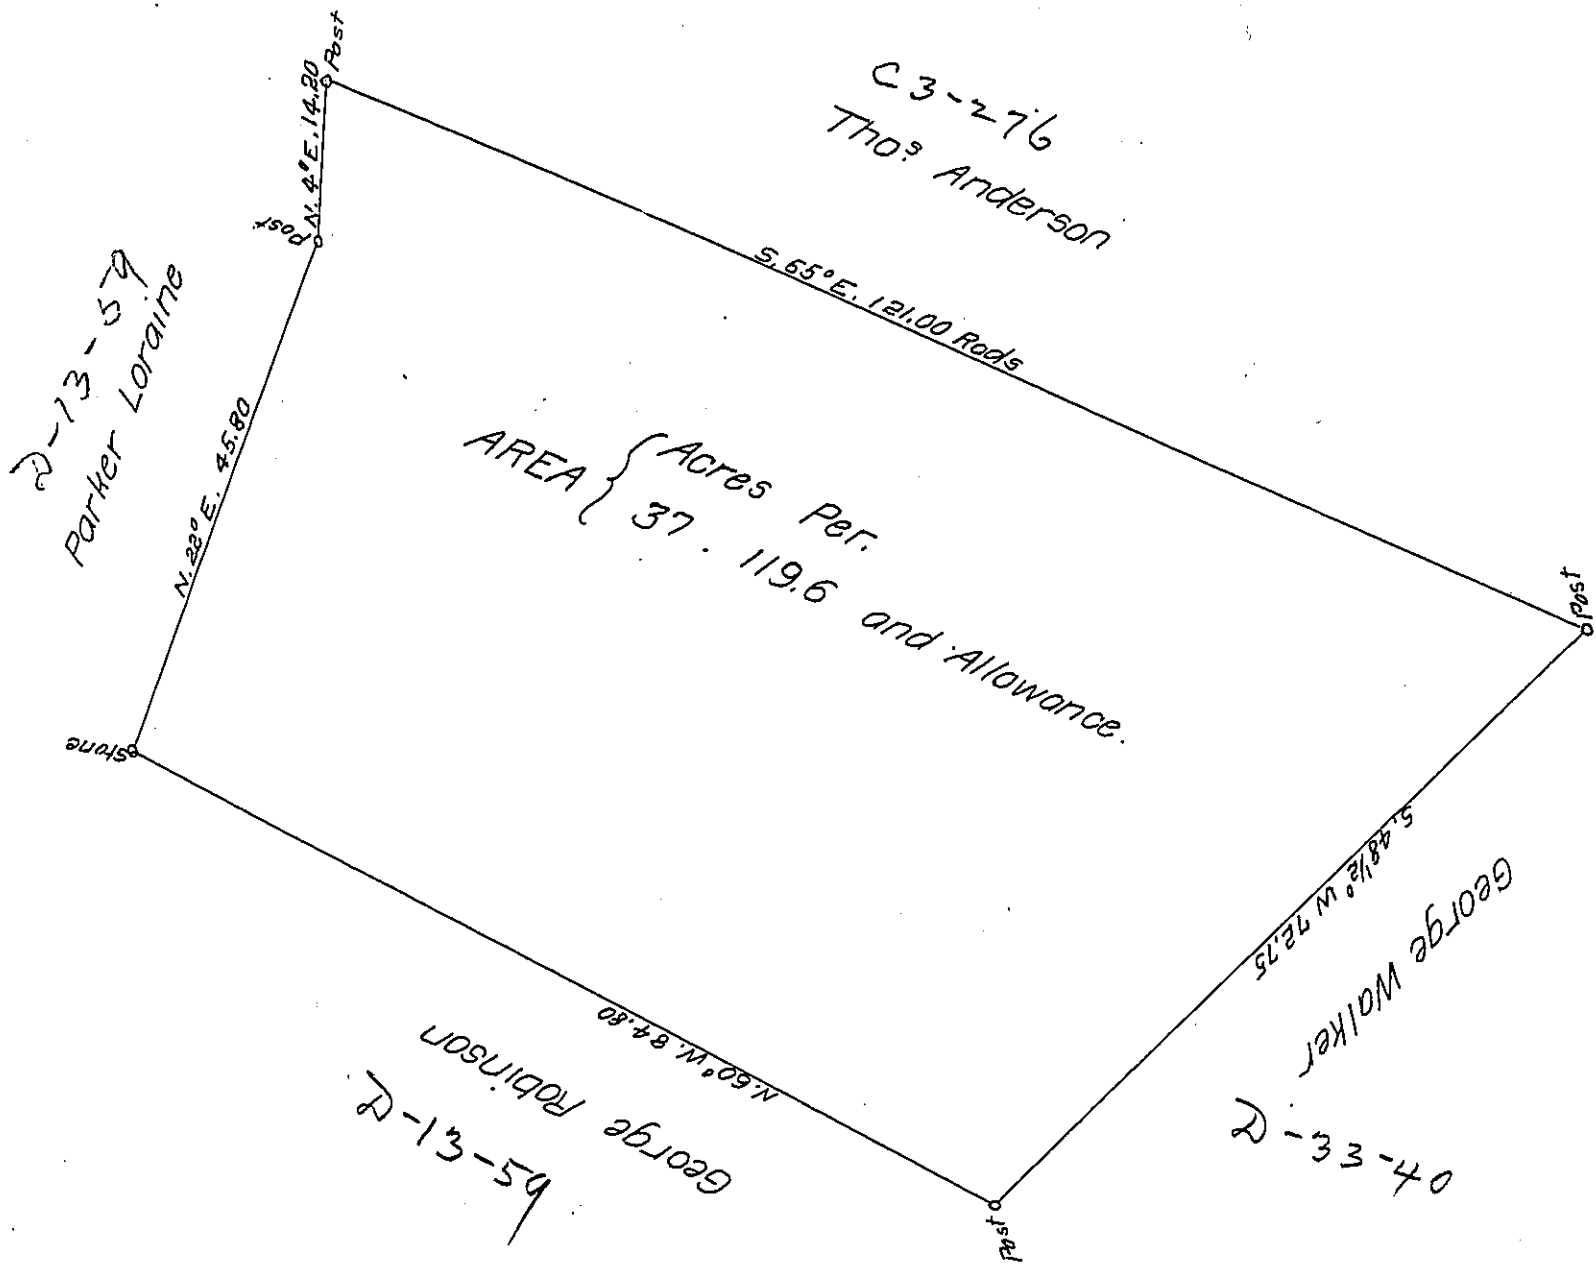 Post
N. 4° E. 14.20
Post
C3-276
Thos Anderson
D-13-59
Parker Loraine
N. 22° E. 45.80
S. 65° E. 121.00 Rods
AREA { Acres Per.
37. 119.6 and Allowance.
Post
Stone
S. 48½° W 72.75
George Walker
D-33-40
N. 60° W. 84.80
George Robinson
D-13-59
Post